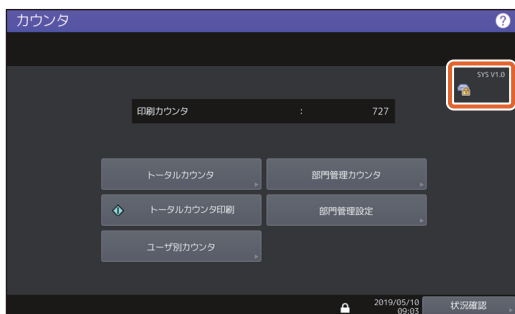 カウンタ ?
SYS V1.0
印刷カウンタ : 727
トータルカウンタ 部門管理カウンタ
トータルカウンタ印刷 部門管理設定
ユーザ別カウンタ
2019/05/10
09:03
状況確認